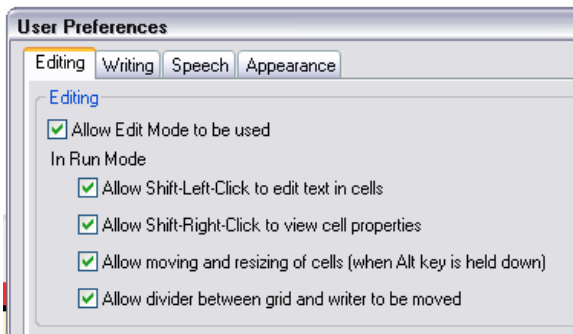 User Preferences
Editing Writing Speech Appearance
Editing
Allow Edit Mode to be used
In Run Mode
Allow Shift-Left-Click to edit text in cells
Allow Shift-Right-Click to view cell properties
Allow moving and resizing of cells (when Alt key is held down)
Allow divider between grid and writer to be moved